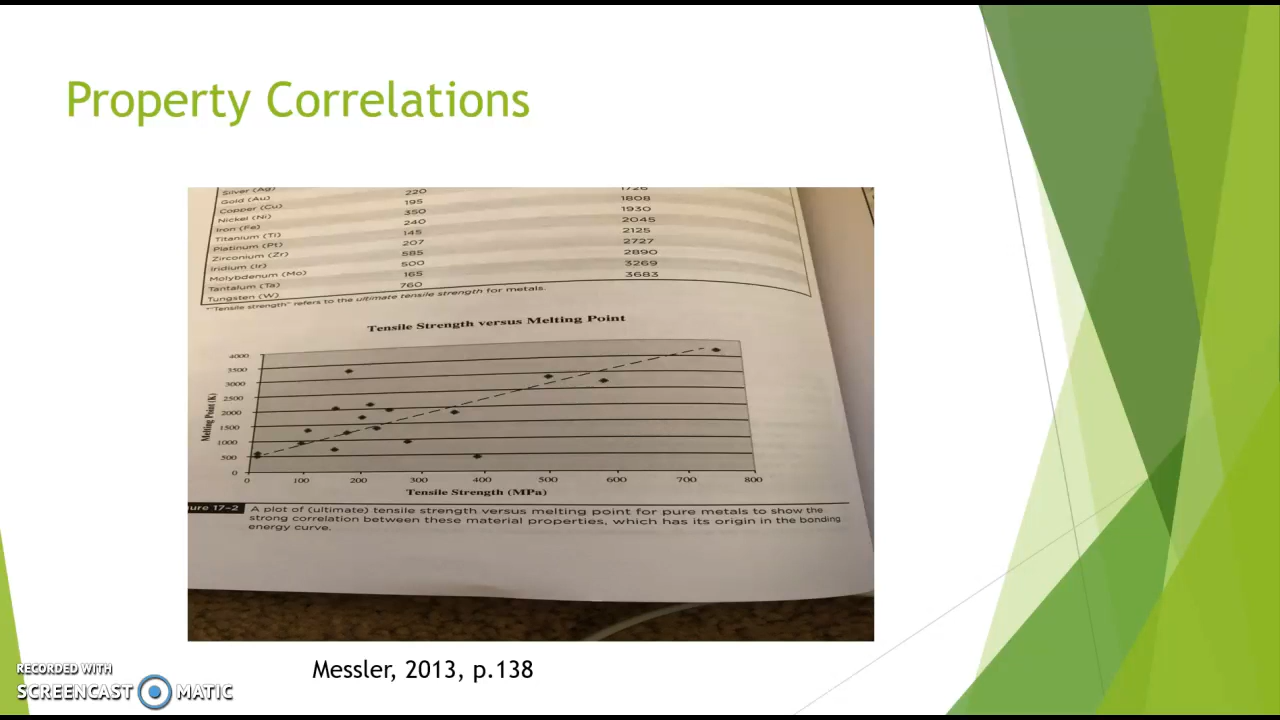 Property Correlations
Silver (Ag) 220 1726
Gold (Au) 195 1808
Copper (Cu) 350 1930
Nickel (Ni) 240 2045
Iron (Fe) 145 2125
Titanium (Ti) 207 2727
Platinum (Pt) 585 2890
Zirconium (Zr) 500 3269
Iridium (Ir) 165 3683
Molybdenum (Mo) 760
Tantalum (Ta)
Tungsten (W)
"Tensile strength" refers to the ultimate tensile strength for metals.
Tensile Strength versus Melting Point
4000
3500
3000
2500
2000
1500
1000
500
0
Melting Point (K)
0 100 200 300 400 500 600 700 800
Tensile Strength (MPa)
ure 17-2 A plot of (ultimate) tensile strength versus melting point for pure metals to show the
strong correlation between these material properties, which has its origin in the bonding
energy curve.
Messler, 2013, p.138
RECORDED WITH
SCREENCAST MATIC